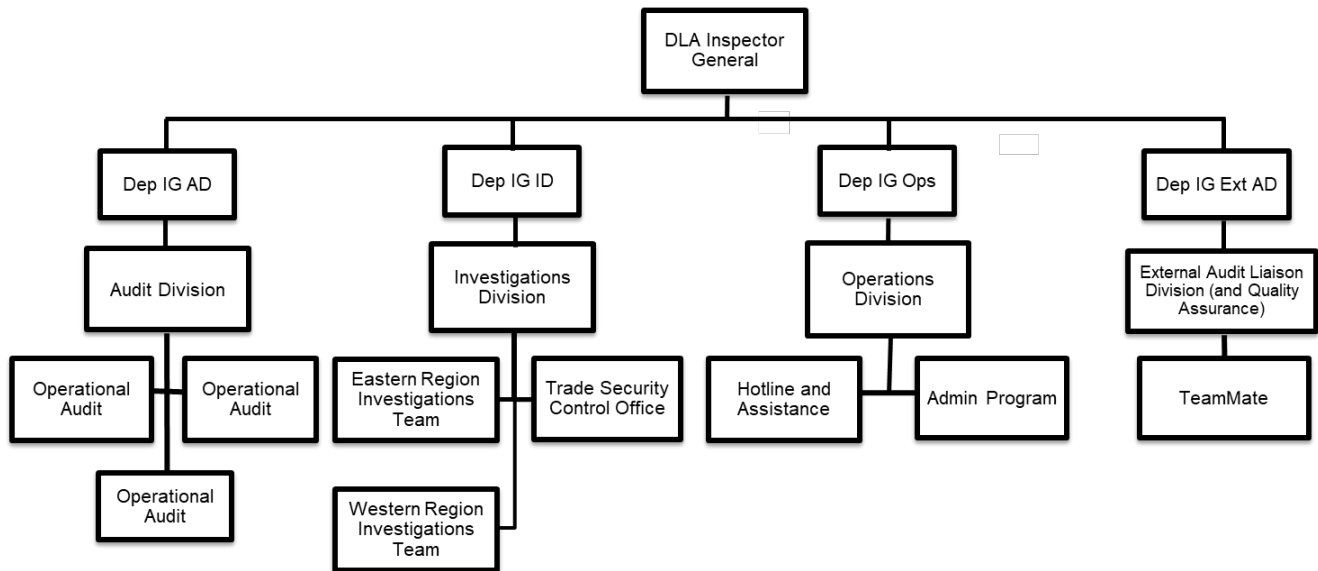 DLA Inspector
General
Dep IG AD
Dep IG ID
Dep IG Ops
Dep IG Ext AD
Audit Division
Investigations
Division
Operations
Division
External Audit Liaison
Division (and Quality
Assurance)
Operational
Audit
Operational
Audit
Eastern Region
Investigations
Team
Trade Security
Control Office
Hotline and
Assistance
Admin Program
TeamMate
Operational
Audit
Western Region
Investigations
Team